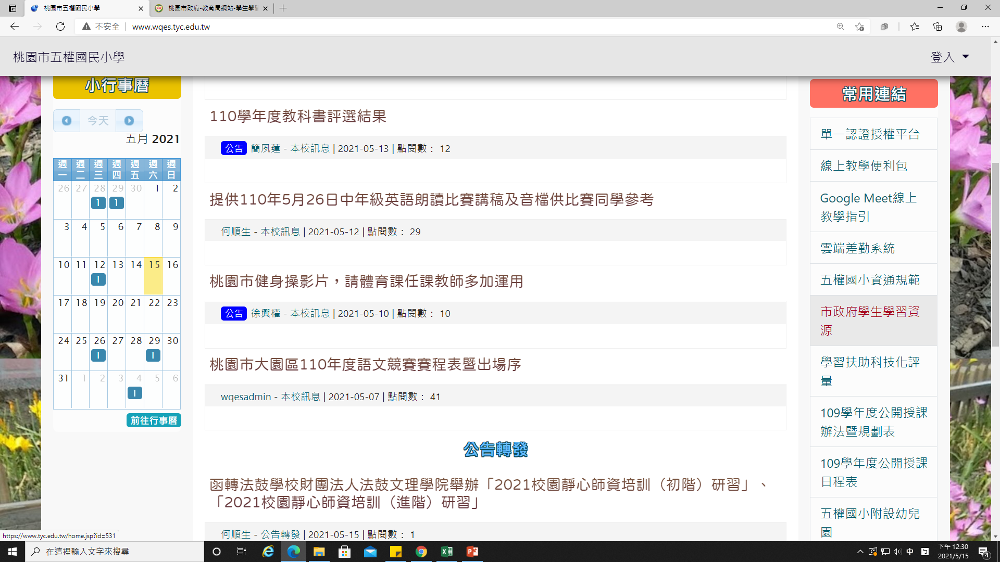 桃園市五權國民小學
桃園市政府-教育局網站-學生學習
不安全
www.wqes.tyc.edu.tw
桃園市五權國民小學
登入
小行事曆
今天
五月 2021
週一 週二 週三 週四 週五 週六 週日
26 27 28 29 30 1 2
1 1
3 4 5 6 7 8 9
10 11 12 13 14 15 16
1
17 18 19 20 21 22 23
24 25 26 27 28 29 30
1 1
31 1 2 3 4 5 6
1
前往行事曆
110學年度教科書評選結果
公告 簡夙蓮 - 本校訊息 | 2021-05-13 | 點閱數： 12
提供110年5月26日中年級英語朗讀比賽講稿及音檔供比賽同學參考
何順生 - 本校訊息 | 2021-05-12 | 點閱數： 29
桃園市健身操影片，請體育課任課教師多加運用
公告 徐興權 - 本校訊息 | 2021-05-10 | 點閱數： 10
桃園市大園區110年度語文競賽賽程表暨出場序
wqesadmin - 本校訊息 | 2021-05-07 | 點閱數： 41
公告轉發
函轉法鼓學校財團法人法鼓文理學院舉辦「2021校園靜心師資培訓（初階）研習」、
「2021校園靜心師資培訓（進階）研習」
何順生 - 公告轉發 | 2021-05-15 | 點閱數： 1
常用連結
單一認證授權平台
線上教學便利包
Google Meet線上
教學指引
雲端差勤系統
五權國小資通規範
市政府學生學習資
源
學習扶助科技化評
量
109學年度公開授課
辦法暨規劃表
109學年度公開授課
日程表
五權國小附設幼兒
園
https://www.tyc.edu.tw/home.jsp?id=531
在這裡輸入文字來搜尋
中
下午 12:30
2021/5/15
4